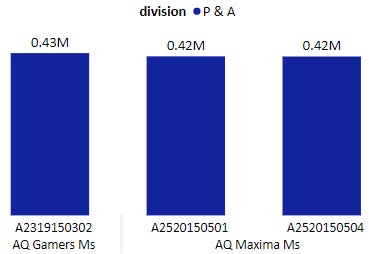 division P & A
0.43M 0.42M 0.42M
A2319150302 A2520150501 A2520150504
AQ Gamers Ms AQ Maxima Ms